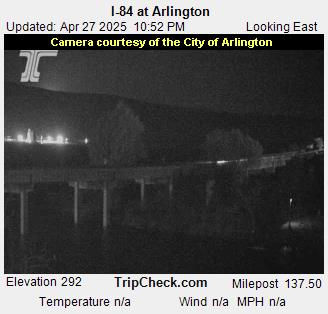 I-84 at Arlington
Updated: Apr 27 2025 10:52 PM Looking East
Camera courtesy of the City of Arlington
Elevation 292 TripCheck.com Milepost 137.50
Temperature n/a Wind n/a MPH n/a